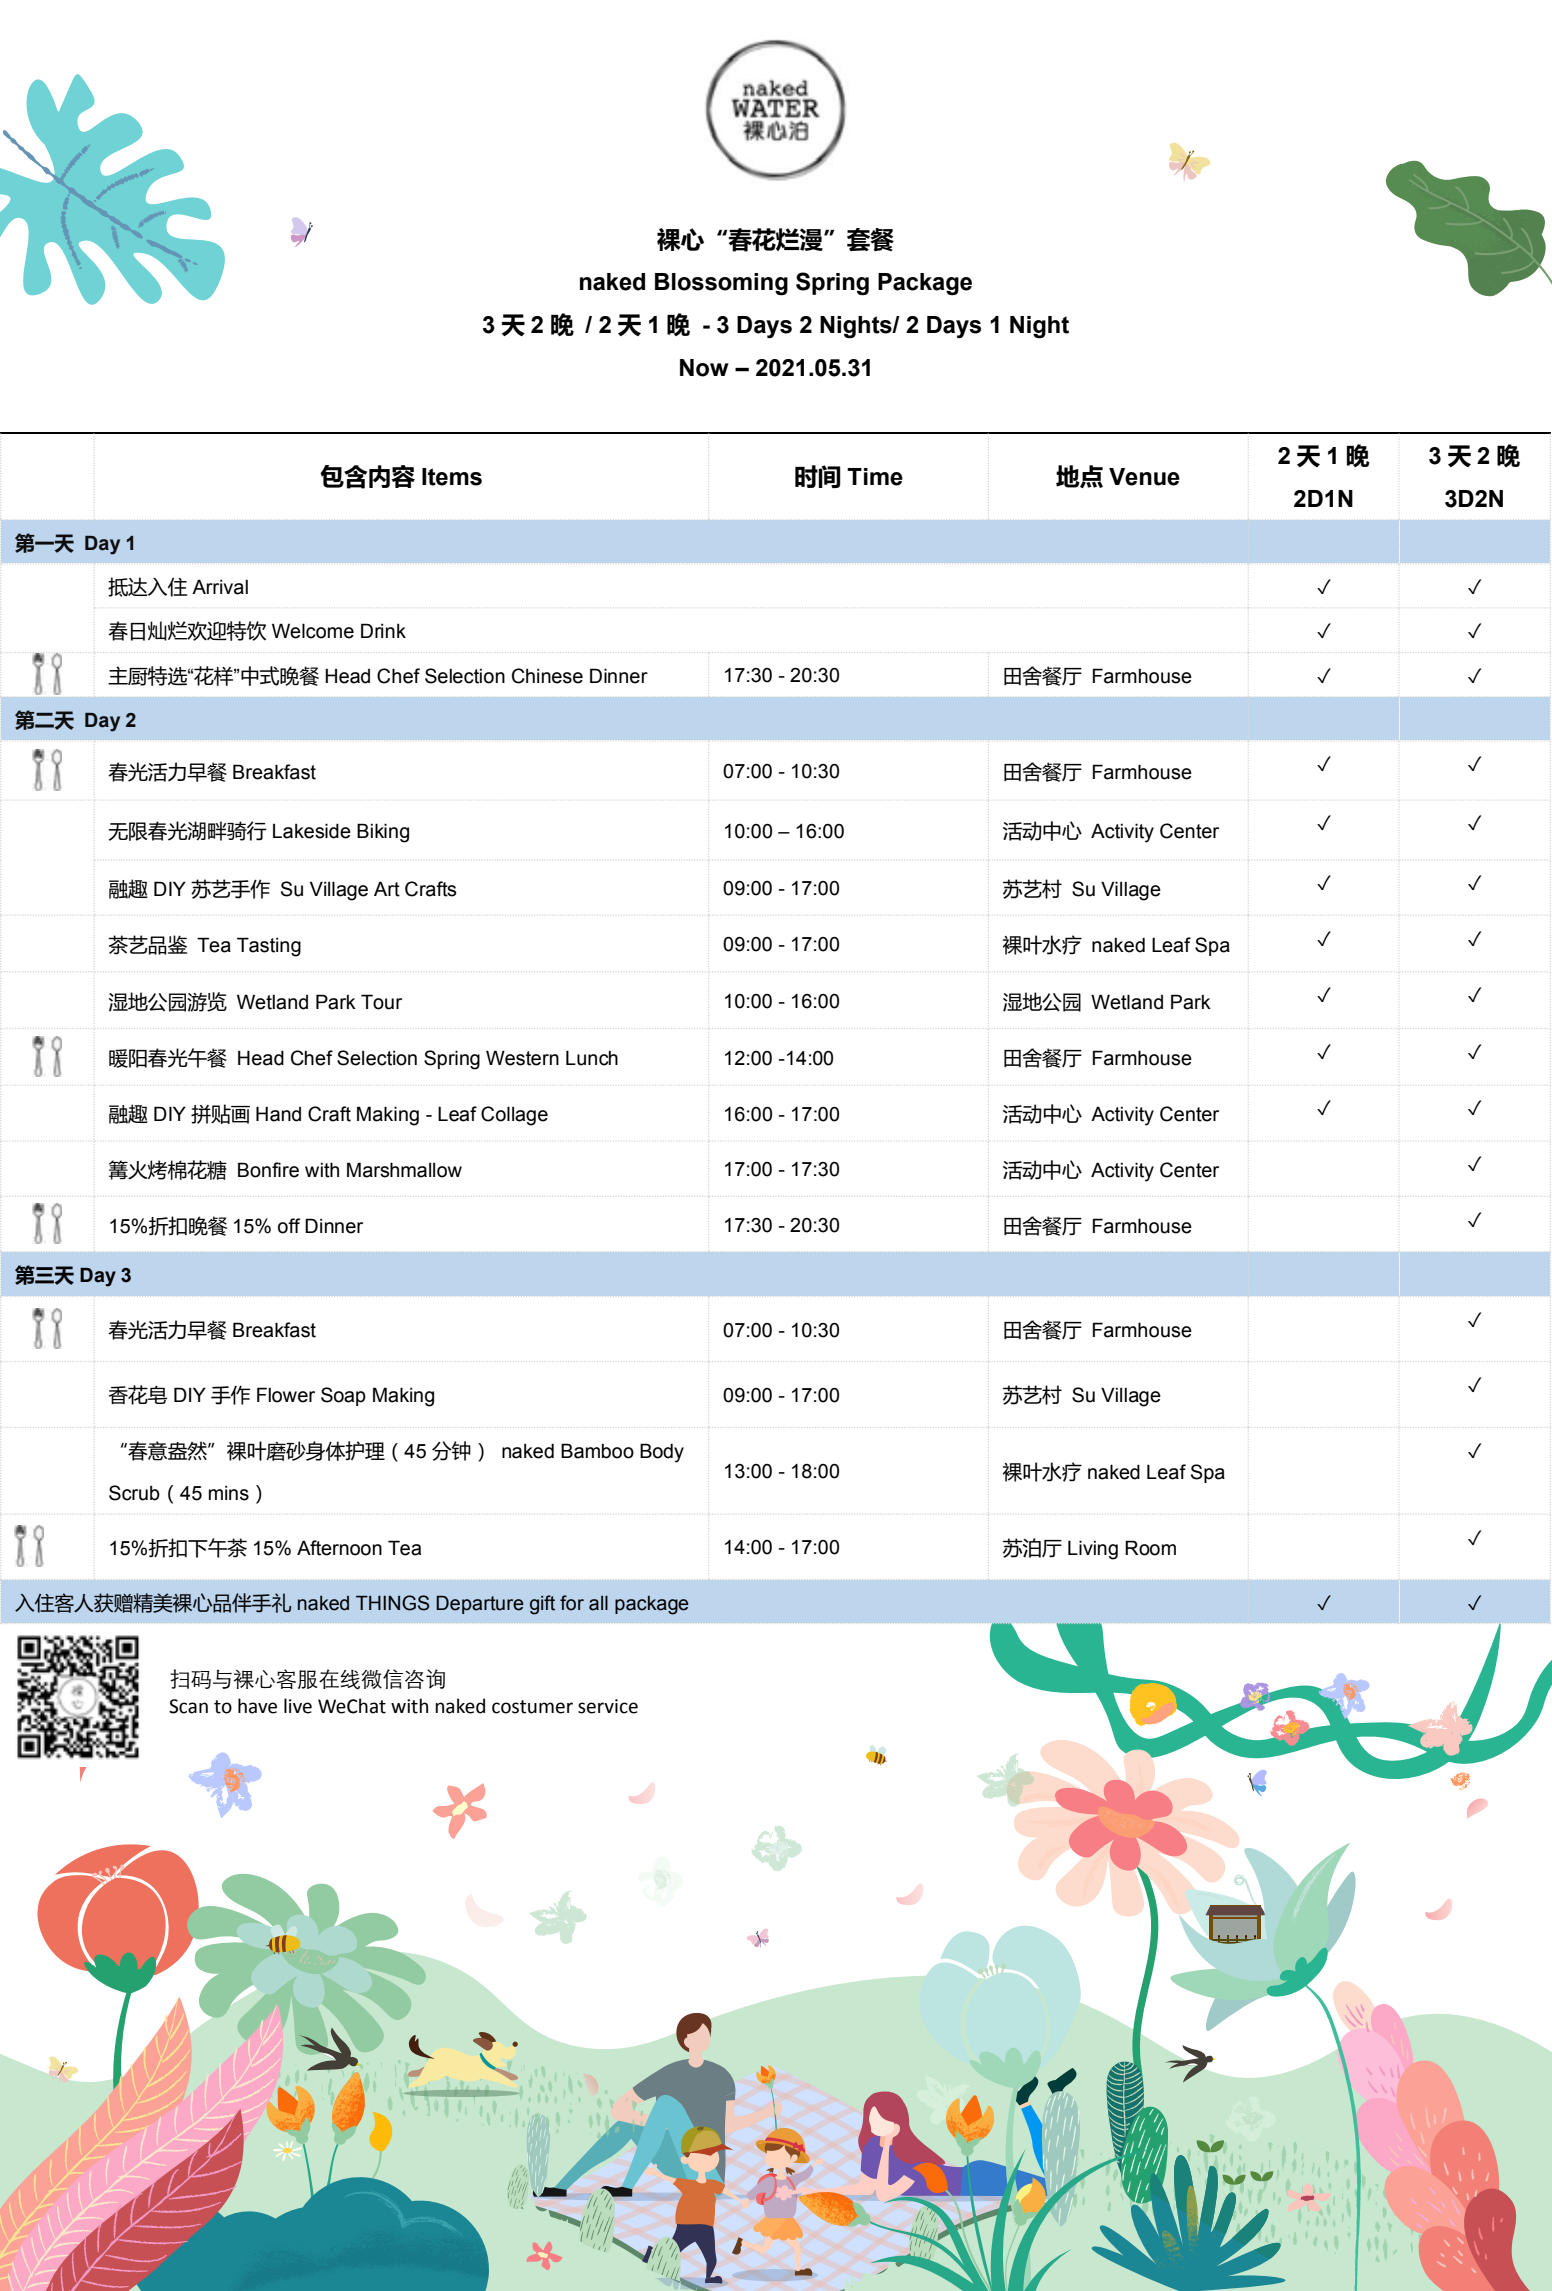 naked
WATER
裸心泊
裸心“春花烂漫”套餐
naked Blossoming Spring Package
3 天 2 晚 / 2 天 1 晚 - 3 Days 2 Nights/ 2 Days 1 Night
Now – 2021.05.31
包含内容 Items 时间 Time 地点 Venue 2 天 1 晚 2D1N 3 天 2 晚 3D2N
第一天 Day 1
抵达入住 Arrival ✓ ✓
春日灿烂欢迎特饮 Welcome Drink ✓ ✓
主厨特选“花样”中式晚餐 Head Chef Selection Chinese Dinner 17:30 - 20:30 田舍餐厅 Farmhouse ✓ ✓
第二天 Day 2
春光活力早餐 Breakfast 07:00 - 10:30 田舍餐厅 Farmhouse ✓ ✓
无限春光湖畔骑行 Lakeside Biking 10:00 – 16:00 活动中心 Activity Center ✓ ✓
融趣 DIY 苏艺手作 Su Village Art Crafts 09:00 - 17:00 苏艺村 Su Village ✓ ✓
茶艺品鉴 Tea Tasting 09:00 - 17:00 裸叶水疗 naked Leaf Spa ✓ ✓
湿地公园游览 Wetland Park Tour 10:00 - 16:00 湿地公园 Wetland Park ✓ ✓
暖阳春光午餐 Head Chef Selection Spring Western Lunch 12:00 -14:00 田舍餐厅 Farmhouse ✓ ✓
融趣 DIY 拼贴画 Hand Craft Making - Leaf Collage 16:00 - 17:00 活动中心 Activity Center ✓ ✓
篝火烤棉花糖 Bonfire with Marshmallow 17:00 - 17:30 活动中心 Activity Center ✓
15%折扣晚餐 15% off Dinner 17:30 - 20:30 田舍餐厅 Farmhouse ✓
第三天 Day 3
春光活力早餐 Breakfast 07:00 - 10:30 田舍餐厅 Farmhouse ✓
香花皂 DIY 手作 Flower Soap Making 09:00 - 17:00 苏艺村 Su Village ✓
“春意盎然”裸叶磨砂身体护理（45 分钟） naked Bamboo Body
Scrub（45 mins） 13:00 - 18:00 裸叶水疗 naked Leaf Spa ✓
15%折扣下午茶 15% Afternoon Tea 14:00 - 17:00 苏泊厅 Living Room ✓
入住客人获赠精美裸心品伴手礼 naked THINGS Departure gift for all package ✓ ✓
裸心
扫码与裸心客服在线微信咨询
Scan to have live WeChat with naked costumer service